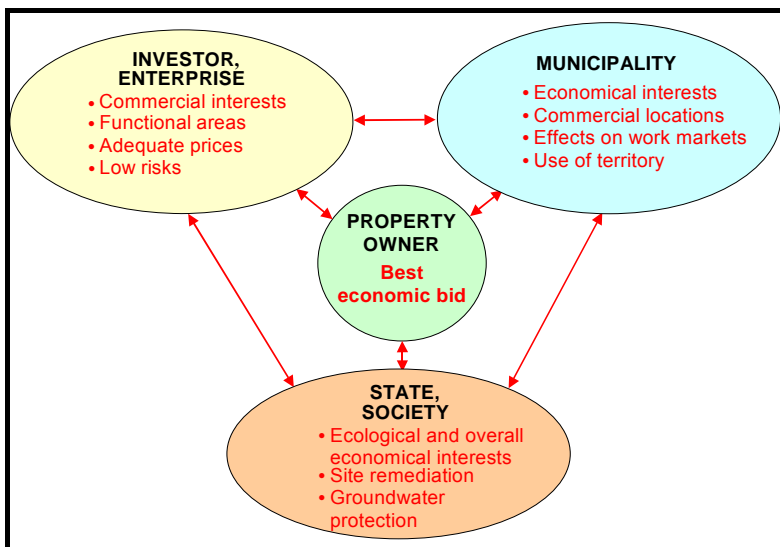 INVESTOR,
ENTERPRISE
• Commercial interests
• Functional areas
• Adequate prices
• Low risks
MUNICIPALITY
• Economical interests
• Commercial locations
• Effects on work markets
• Use of territory
PROPERTY
OWNER
Best
economic bid
STATE,
SOCIETY
• Ecological and overall
economical interests
• Site remediation
• Groundwater
protection